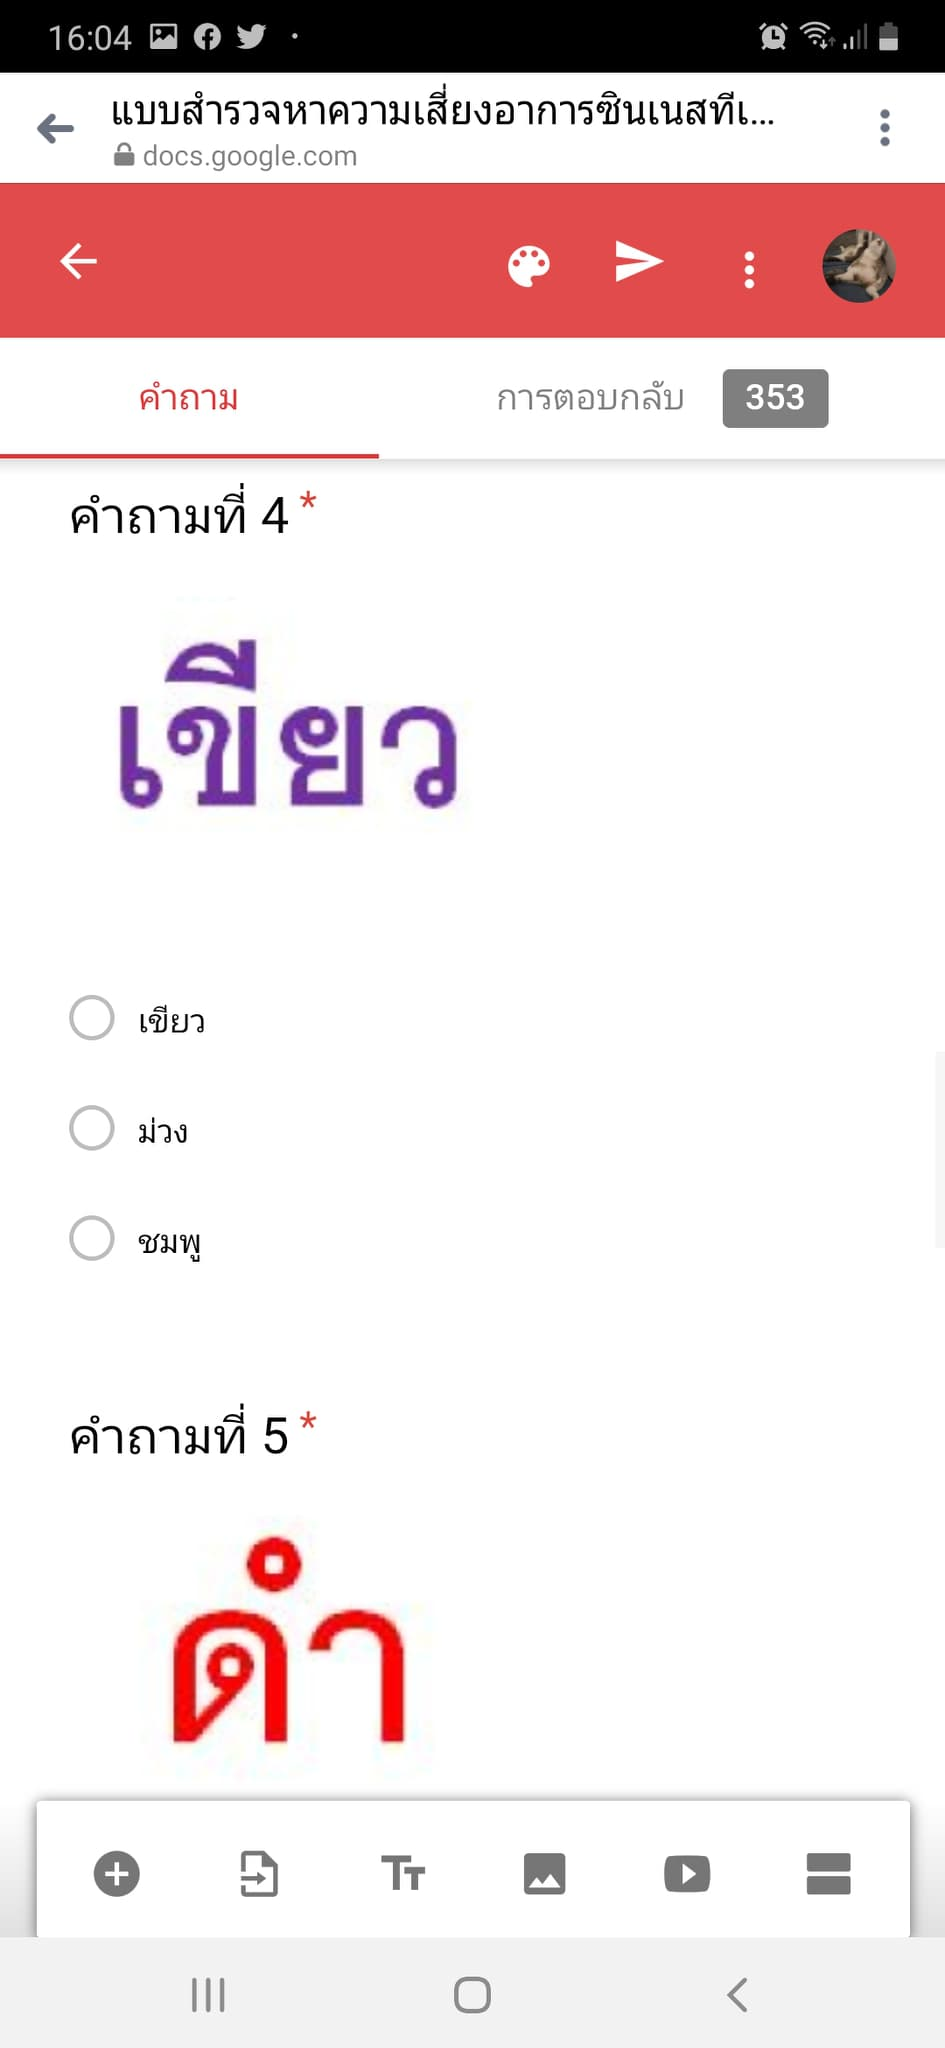 16:04
แบบสำรวจหาความเสี่ยงอาการซินเนสทีเ...
docs.google.com
คำถาม
การตอบกลับ 353
คำถามที่ 4 *
เขียว
เขียว
ม่วง
ชมพู
คำถามที่ 5 *
ดำ